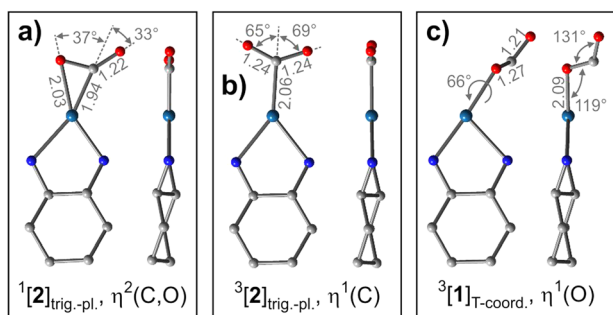 a)
37°
33°
1.22
1.94
2.03
¹[2]trig.-pl., η²(C,O)
b)
65°
69°
1.24
1.24
2.06
³[2]trig.-pl., η¹(C)
c)
1.21
1.27
66°
131°
119°
2.09
³[1]T-coord., η¹(O)